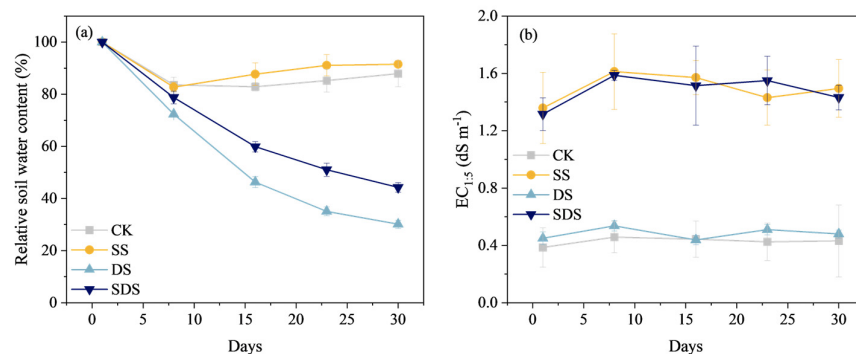 (a)
Relative soil water content (%)
100
80
60
40
20
0
CK
SS
DS
SDS
0 5 10 15 20 25 30
Days
(b)
EC1:5 (dS m⁻¹)
2.0
1.6
1.2
0.8
0.4
0.0
CK
SS
DS
SDS
0 5 10 15 20 25 30
Days